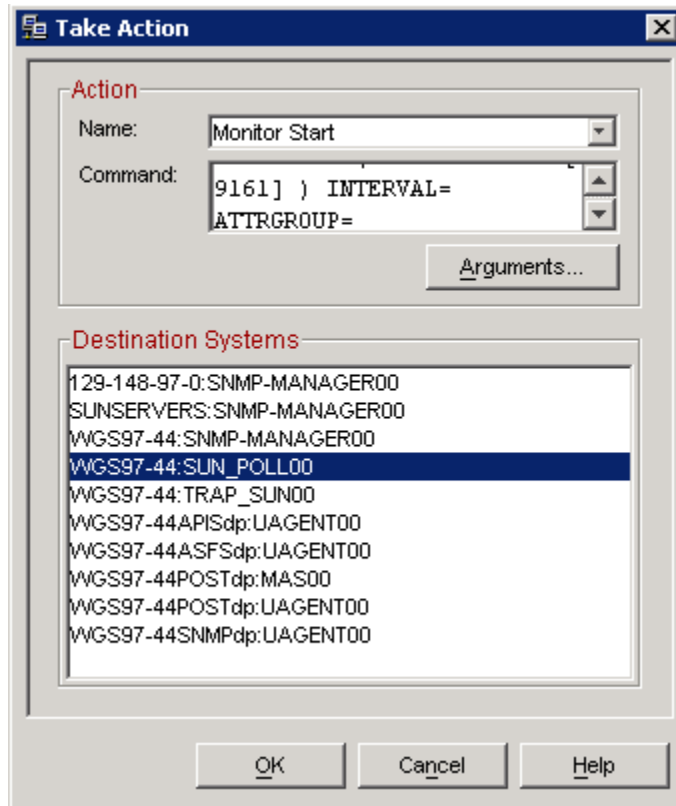 Take Action
Action
Name:
Monitor Start
Command:
9161] ) INTERVAL=
ATTRGROUP=
Arguments...
Destination Systems
129-148-97-0:SNMP-MANAGER00
SUNSERVERS:SNMP-MANAGER00
WGS97-44:SNMP-MANAGER00
WGS97-44:SUN_POLL00
WGS97-44:TRAP_SUN00
WGS97-44APISdp:UAGENT00
WGS97-44ASFSdp:UAGENT00
WGS97-44POSTdp:MAS00
WGS97-44POSTdp:UAGENT00
WGS97-44SNMPdp:UAGENT00
OK
Cancel
Help